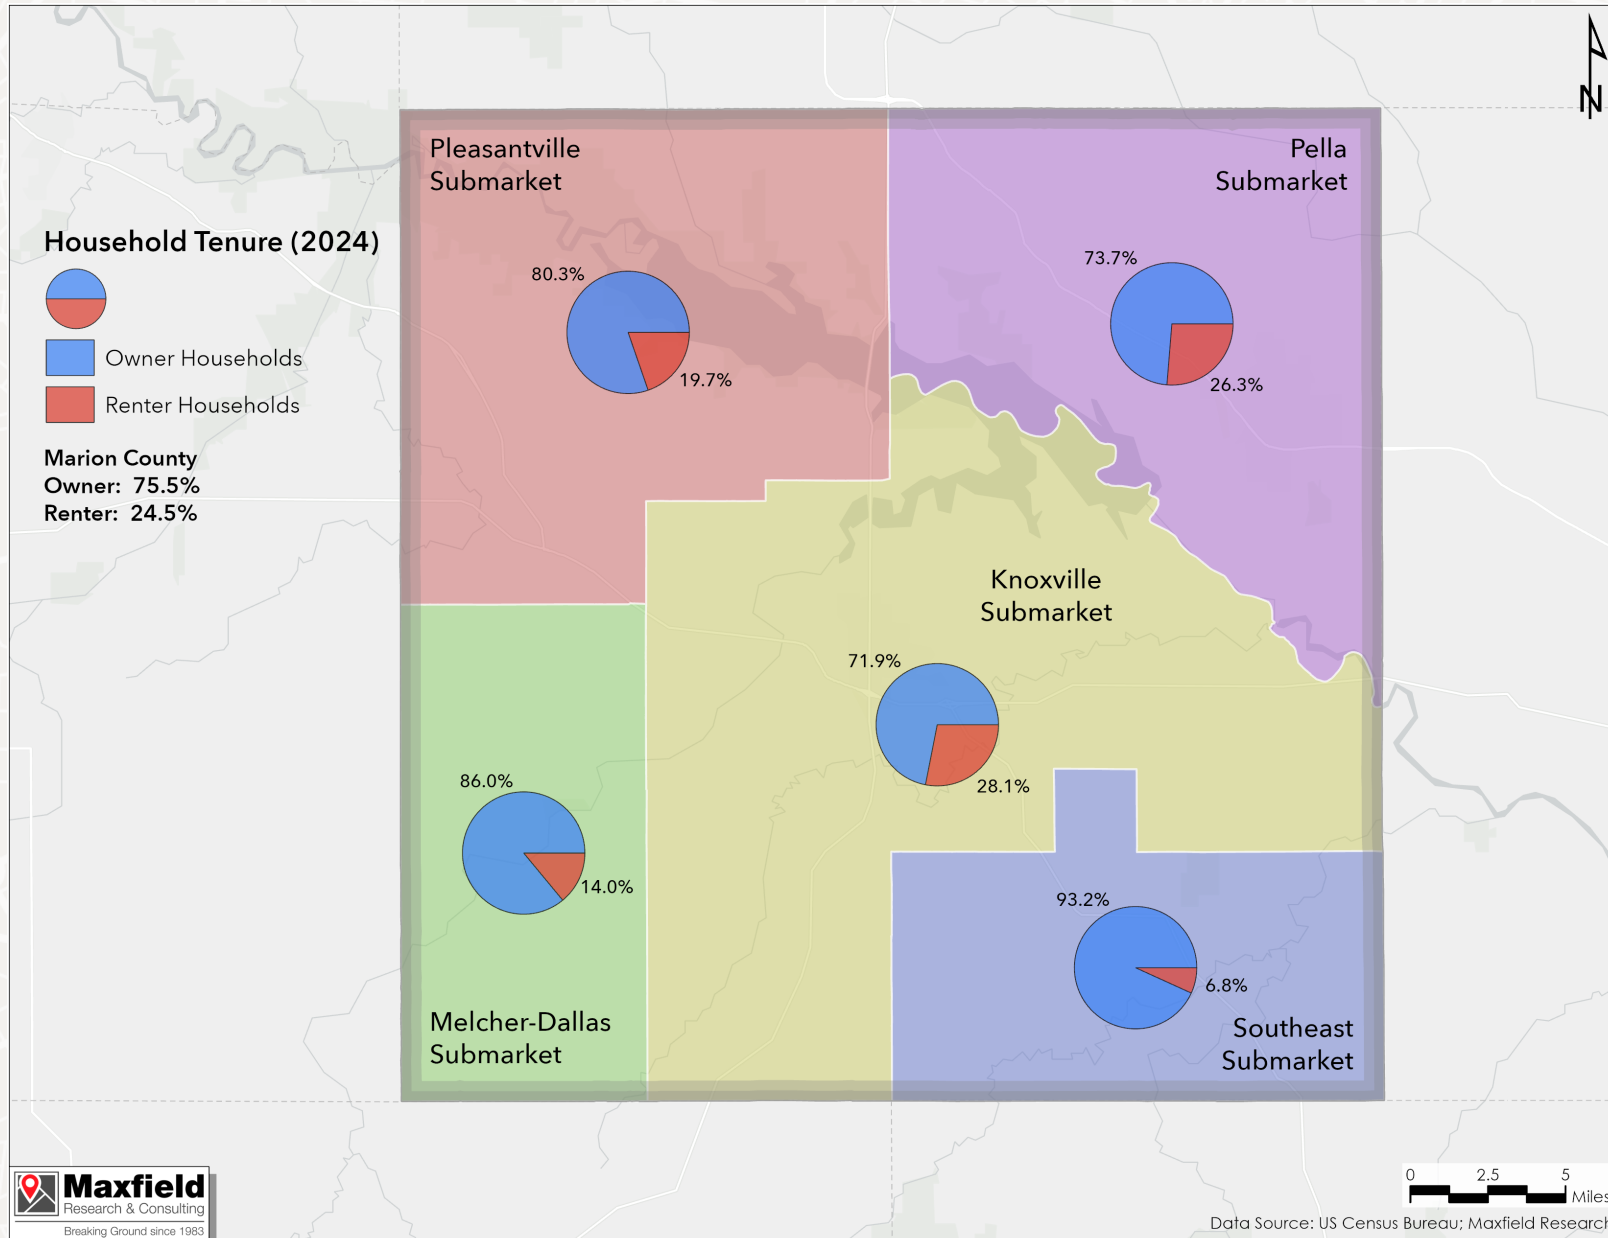 N
Pleasantville
Submarket
Pella
Submarket
Household Tenure (2024)
Owner Households
Renter Households
Marion County
Owner: 75.5%
Renter: 24.5%
80.3%
19.7%
73.7%
26.3%
Knoxville
Submarket
71.9%
28.1%
86.0%
14.0%
Melcher-Dallas
Submarket
93.2%
6.8%
Southeast
Submarket
Maxfield
Research & Consulting
Breaking Ground since 1983
0 2.5 5
Miles
Data Source: US Census Bureau; Maxfield Research